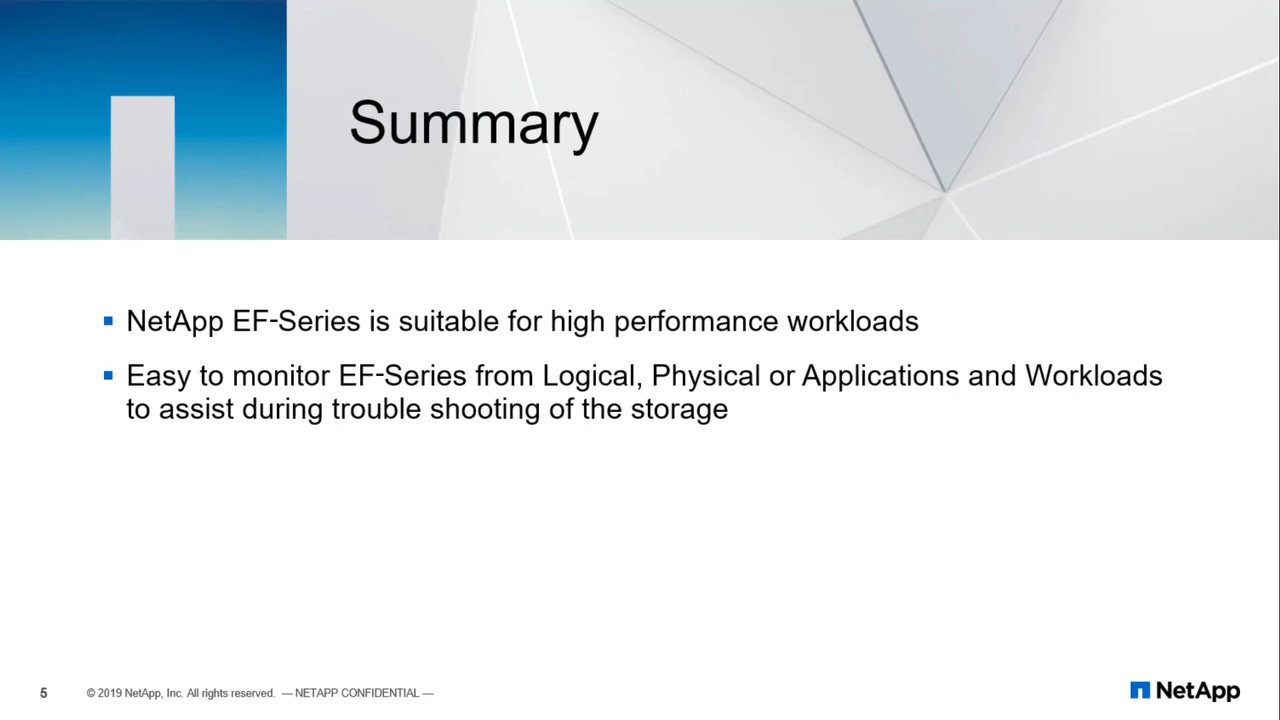 Summary
▪ NetApp EF-Series is suitable for high performance workloads
▪ Easy to monitor EF-Series from Logical, Physical or Applications and Workloads
to assist during trouble shooting of the storage
5 © 2019 NetApp, Inc. All rights reserved. — NETAPP CONFIDENTIAL —
NetApp